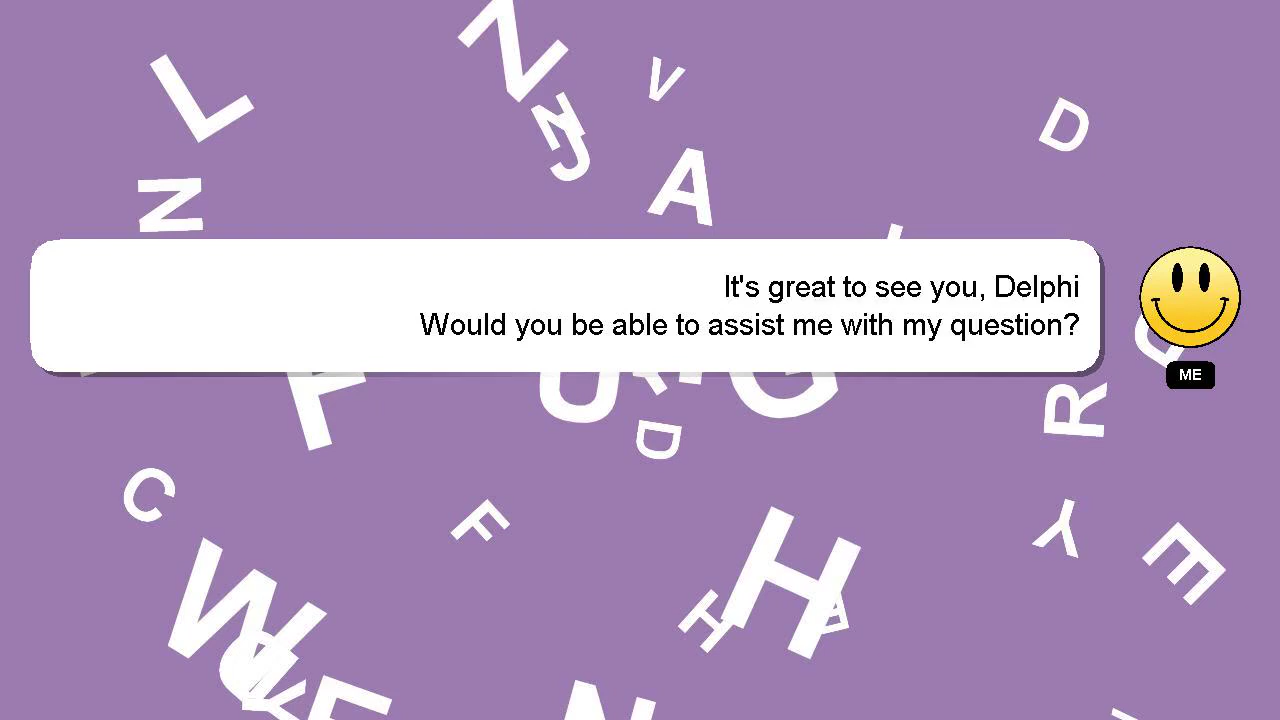 It's great to see you, Delphi
Would you be able to assist me with my question?
ME
L
N
V
D
N
J
A
N
F
U
G
D
R
C
F
H
Y
E
W
H
A